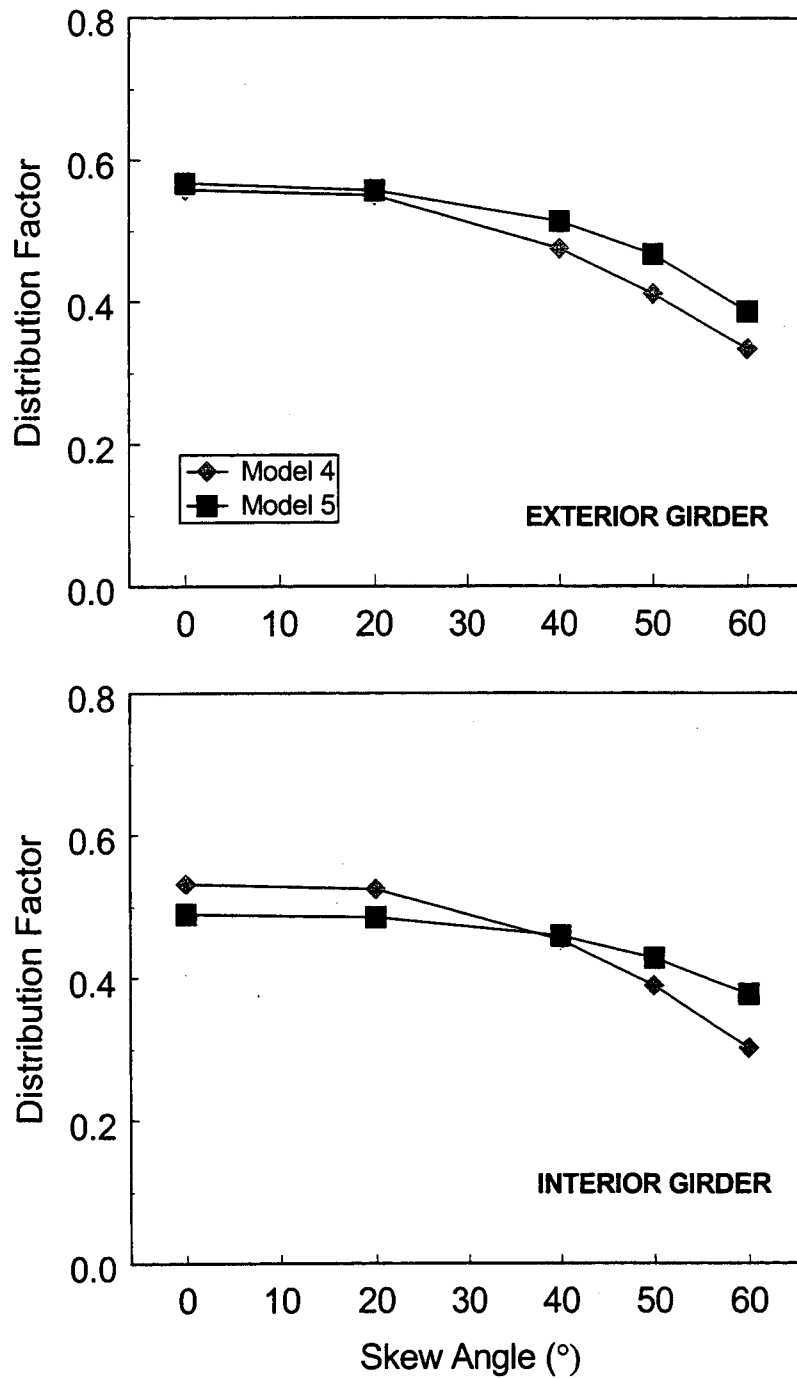 0.8
0.6
0.4
0.2
0.0
Distribution Factor
Model 4
Model 5
EXTERIOR GIRDER
0 10 20 30 40 50 60
0.8
0.6
0.4
0.2
0.0
Distribution Factor
INTERIOR GIRDER
0 10 20 30 40 50 60
Skew Angle (°)